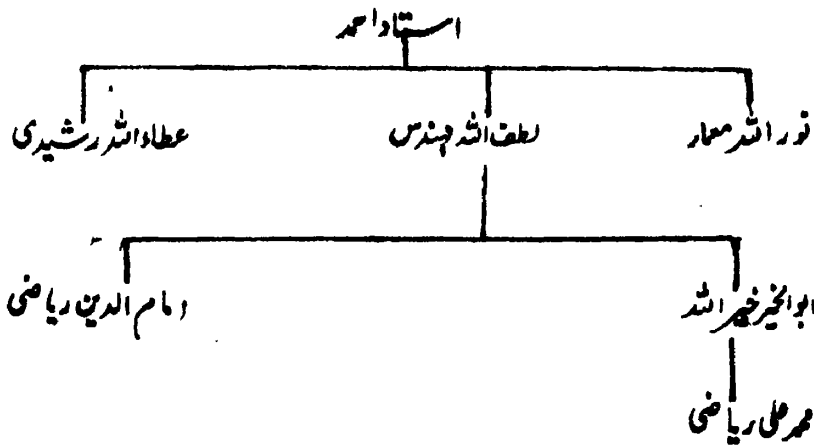 استاد احمد
نور اللہ معمار لطف اللہ مہندس عطاء اللہ رشیدی
ابوالخیر خیر اللہ امام الدین ریاضی
محمد علی ریاضی